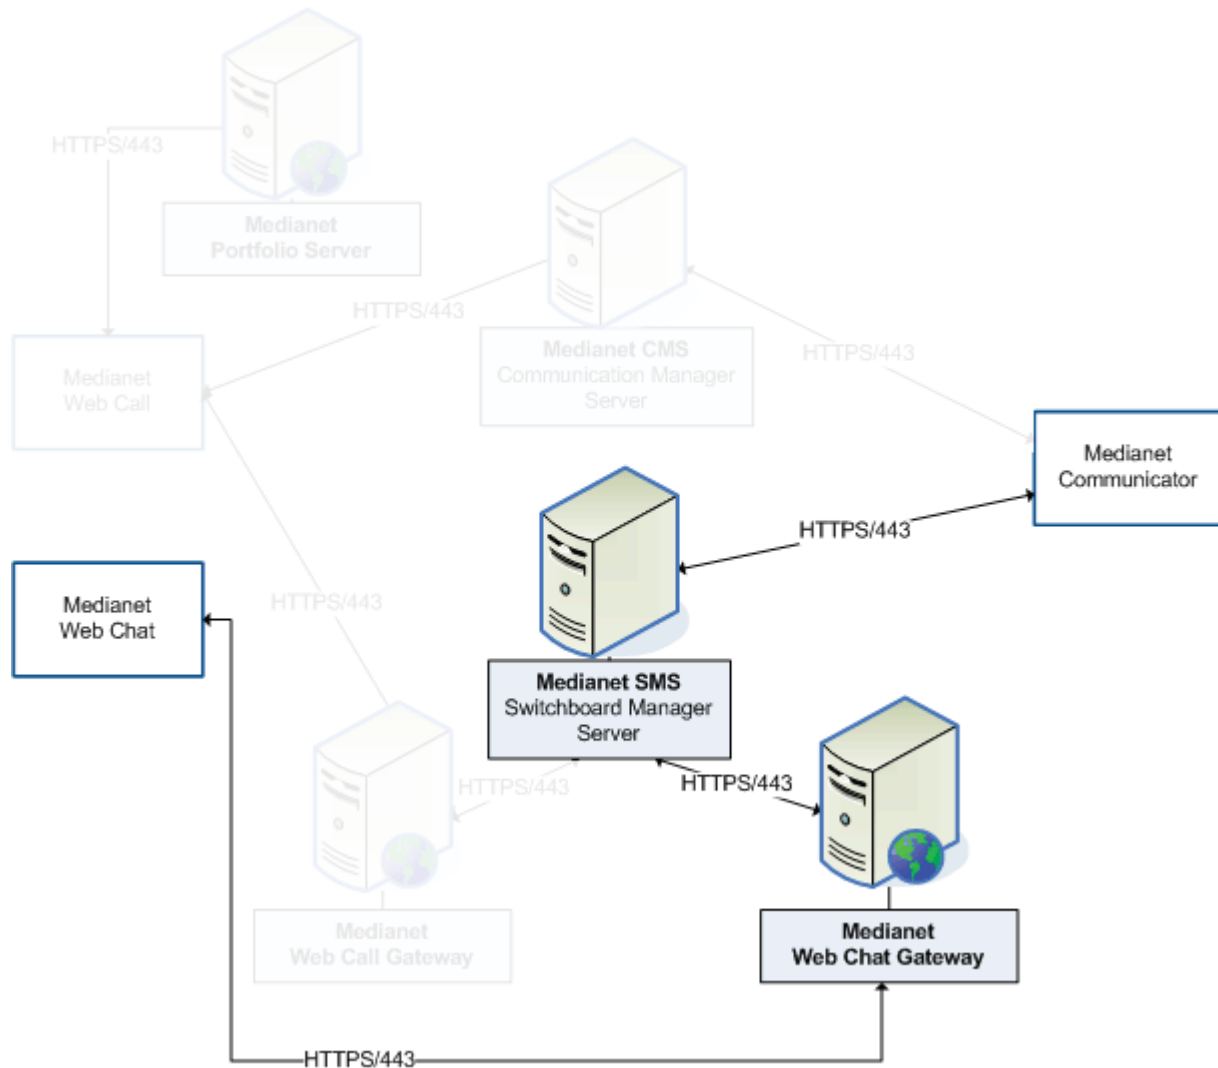 HTTPS/443
Medianet
Portfolio Server
HTTPS/443
Medianet CMS
Communication Manager
Server
HTTPS/443
Medianet
Web Call
Medianet
Communicator
HTTPS/443
Medianet
Web Chat
HTTPS/443
Medianet SMS
Switchboard Manager
Server
HTTPS/443
HTTPS/443
Medianet
Web Call Gateway
Medianet
Web Chat Gateway
HTTPS/443